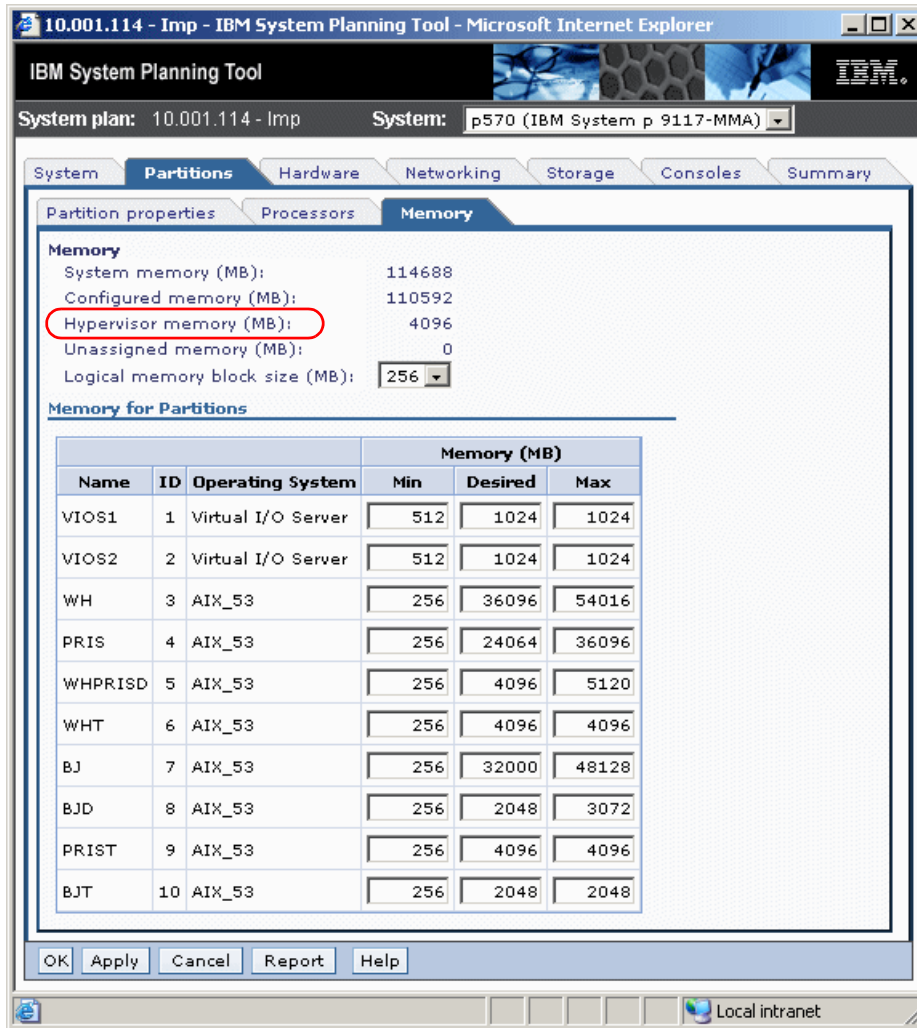 10.001.114 - Imp - IBM System Planning Tool - Microsoft Internet Explorer
IBM System Planning Tool
IBM.
System plan: 10.001.114 - Imp System: p570 (IBM System p 9117-MMA)
System Partitions Hardware Networking Storage Consoles Summary
Partition properties Processors Memory
Memory
System memory (MB): 114688
Configured memory (MB): 110592
Hypervisor memory (MB): 4096
Unassigned memory (MB): 0
Logical memory block size (MB): 256
Memory for Partitions
Memory (MB)
Name ID Operating System Min Desired Max
VIOS1 1 Virtual I/O Server 512 1024 1024
VIOS2 2 Virtual I/O Server 512 1024 1024
WH 3 AIX_53 256 36096 54016
PRIS 4 AIX_53 256 24064 36096
WHPRISD 5 AIX_53 256 4096 5120
WHT 6 AIX_53 256 4096 4096
BJ 7 AIX_53 256 32000 48128
BJD 8 AIX_53 256 2048 3072
PRIST 9 AIX_53 256 4096 4096
BJT 10 AIX_53 256 2048 2048
OK Apply Cancel Report Help
Local intranet